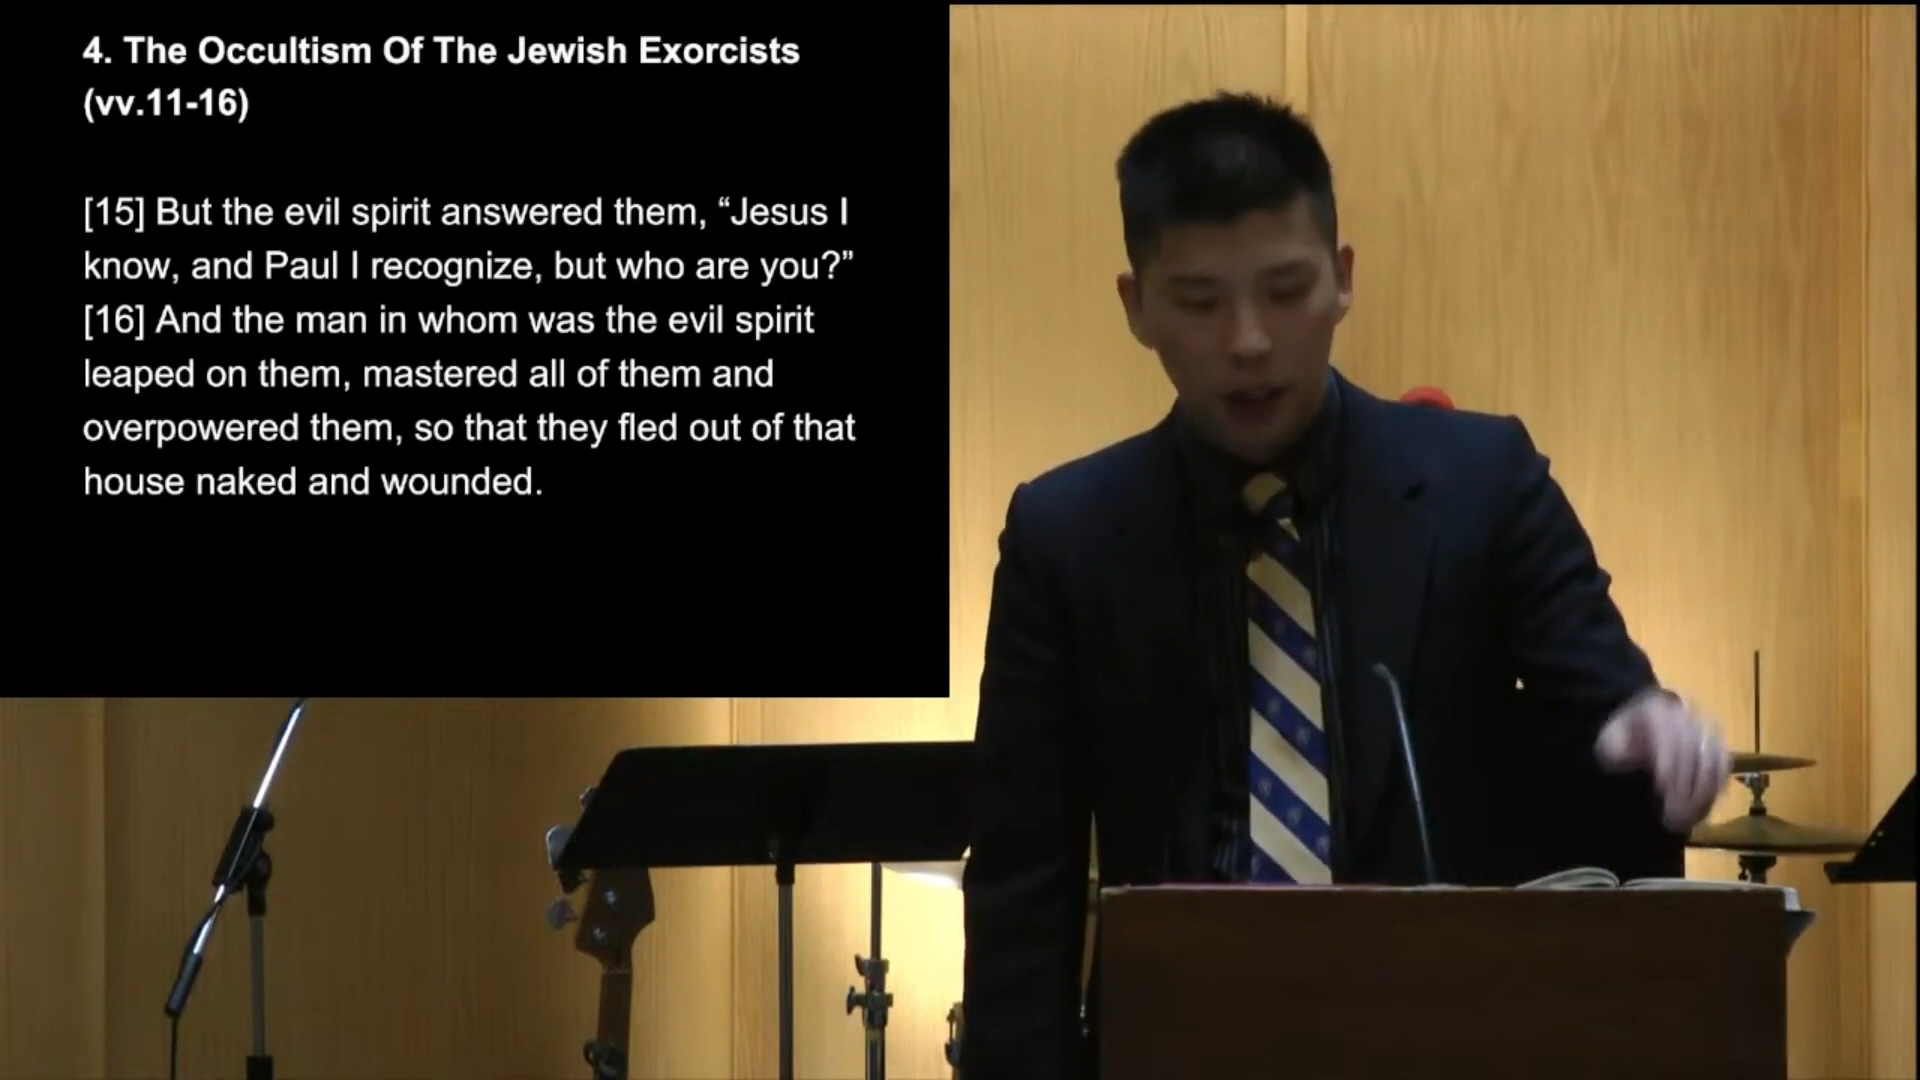 4. The Occultism Of The Jewish Exorcists
(vv.11-16)
[15] But the evil spirit answered them, “Jesus I
know, and Paul I recognize, but who are you?”
[16] And the man in whom was the evil spirit
leaped on them, mastered all of them and
overpowered them, so that they fled out of that
house naked and wounded.